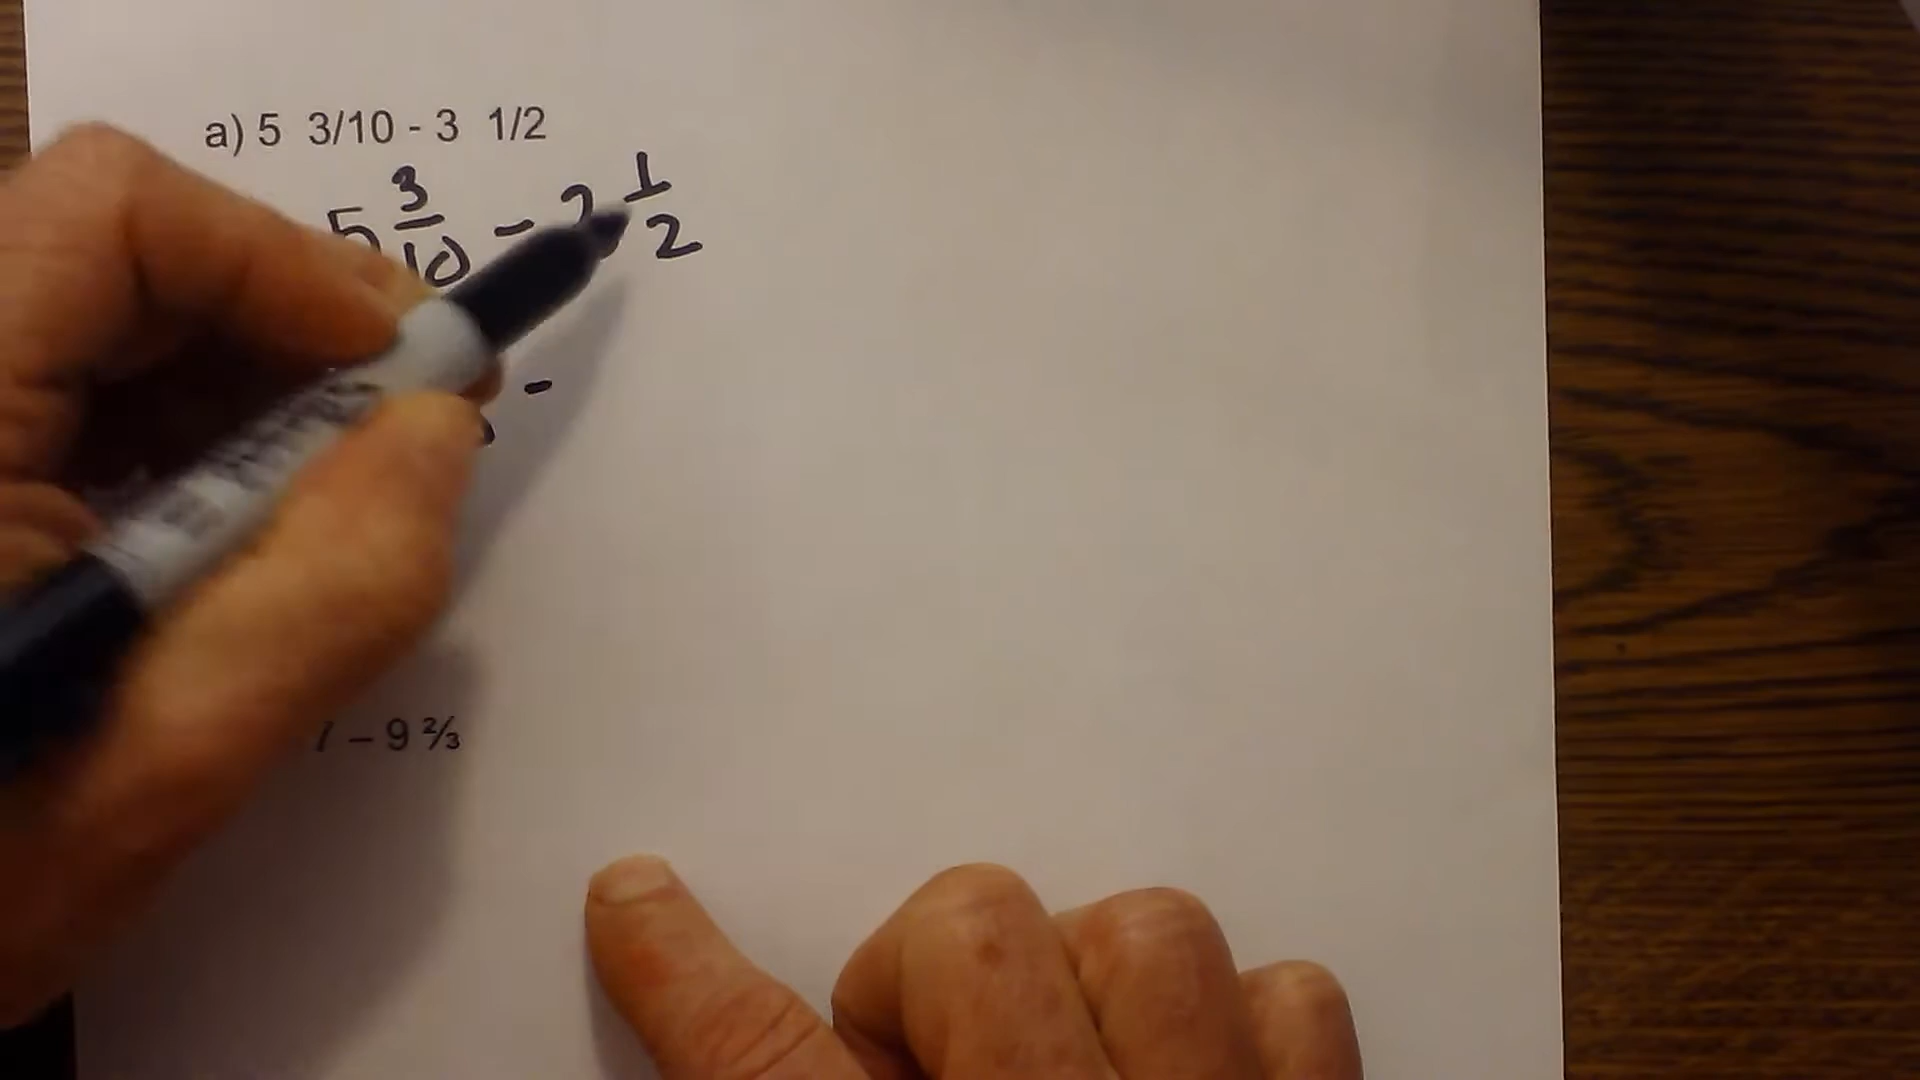 a) 5 3/10 - 3 1/2
5 3/10 - 3 1/2
-
7 – 9 ⅔